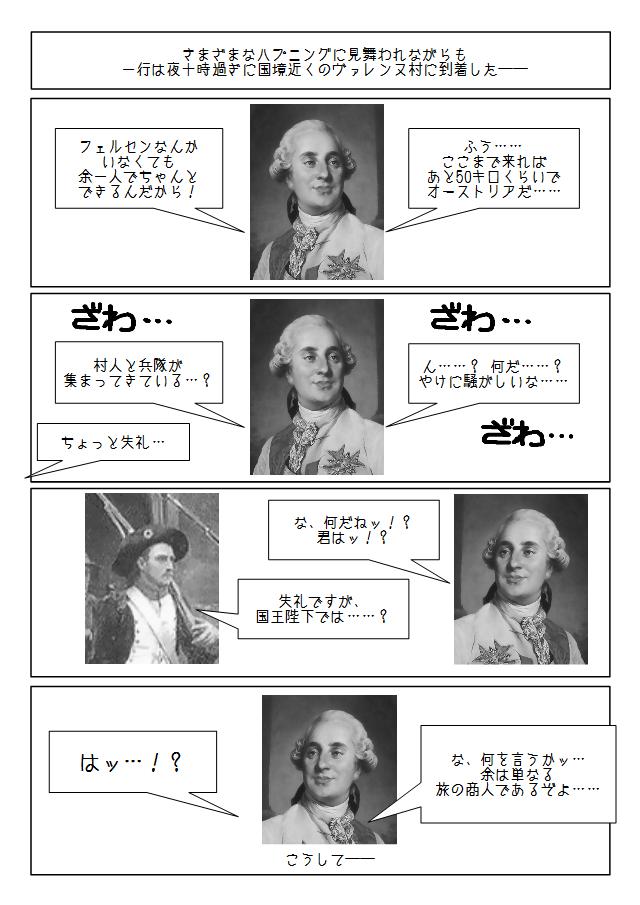 さまざまなハプニングに見舞われながらも
一行は夜十時過ぎに国境近くのヴァレンヌ村に到着した――
ふう……
ここまで来れば
あと50キロくらいで
オーストリアだ……
フェルセンなんか
いなくても
余一人でちゃんと
できるんだから！
ざわ…
ざわ…
ん……？ 何だ……？
やけに騒がしいな……
村人と兵隊が
集まってきている…？
ざわ…
ちょっと失礼…
な、何だねッ！？
君はッ！？
失礼ですが、
国王陛下では……？
な、何を言うかッ…
余は単なる
旅の商人であるぞよ……
はッ…！？
こうして――